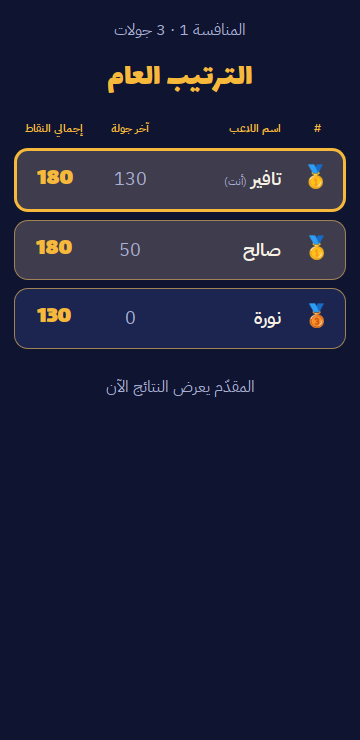 المنافسة 1 · 3 جولات
الترتيب العام
# اسم اللاعب آخر جولة إجمالي النقاط
🥇 تافير (أنت) 130 180
🥇 صالح 50 180
🥉 نورة 0 130
المقدّم يعرض النتائج الآن